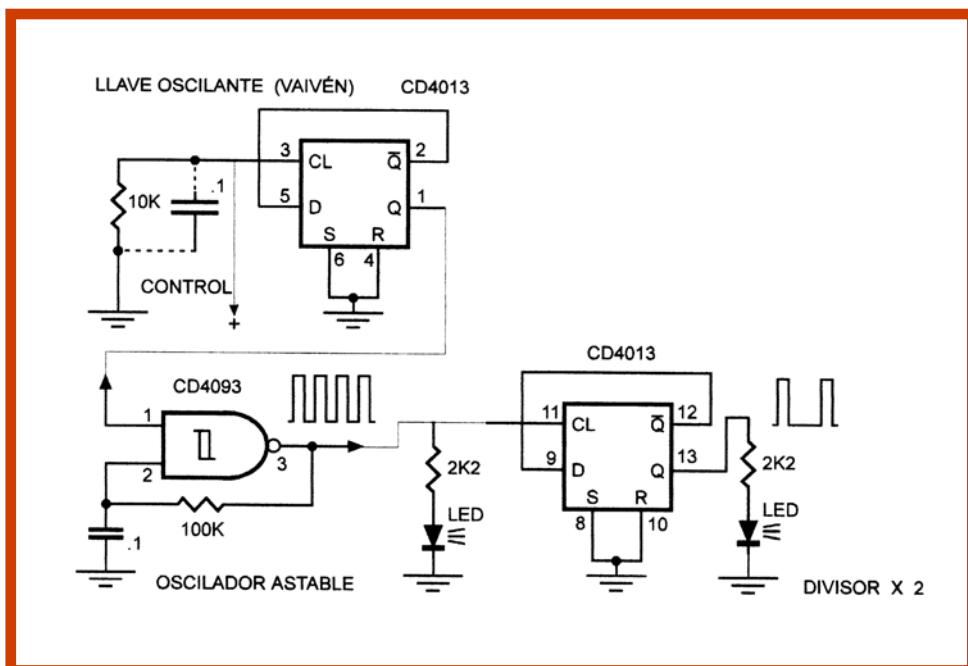 LLAVE OSCILANTE (VAIVÉN)
CD4013
3
CL
Q
2
10K
.1
5
D
Q
1
S
R
6
4
CONTROL
+
CD4093
1
2
3
100K
.1
OSCILADOR ASTABLE
2K2
LED
CD4013
11
CL
Q
12
9
D
Q
13
S
R
8
10
2K2
LED
DIVISOR X 2